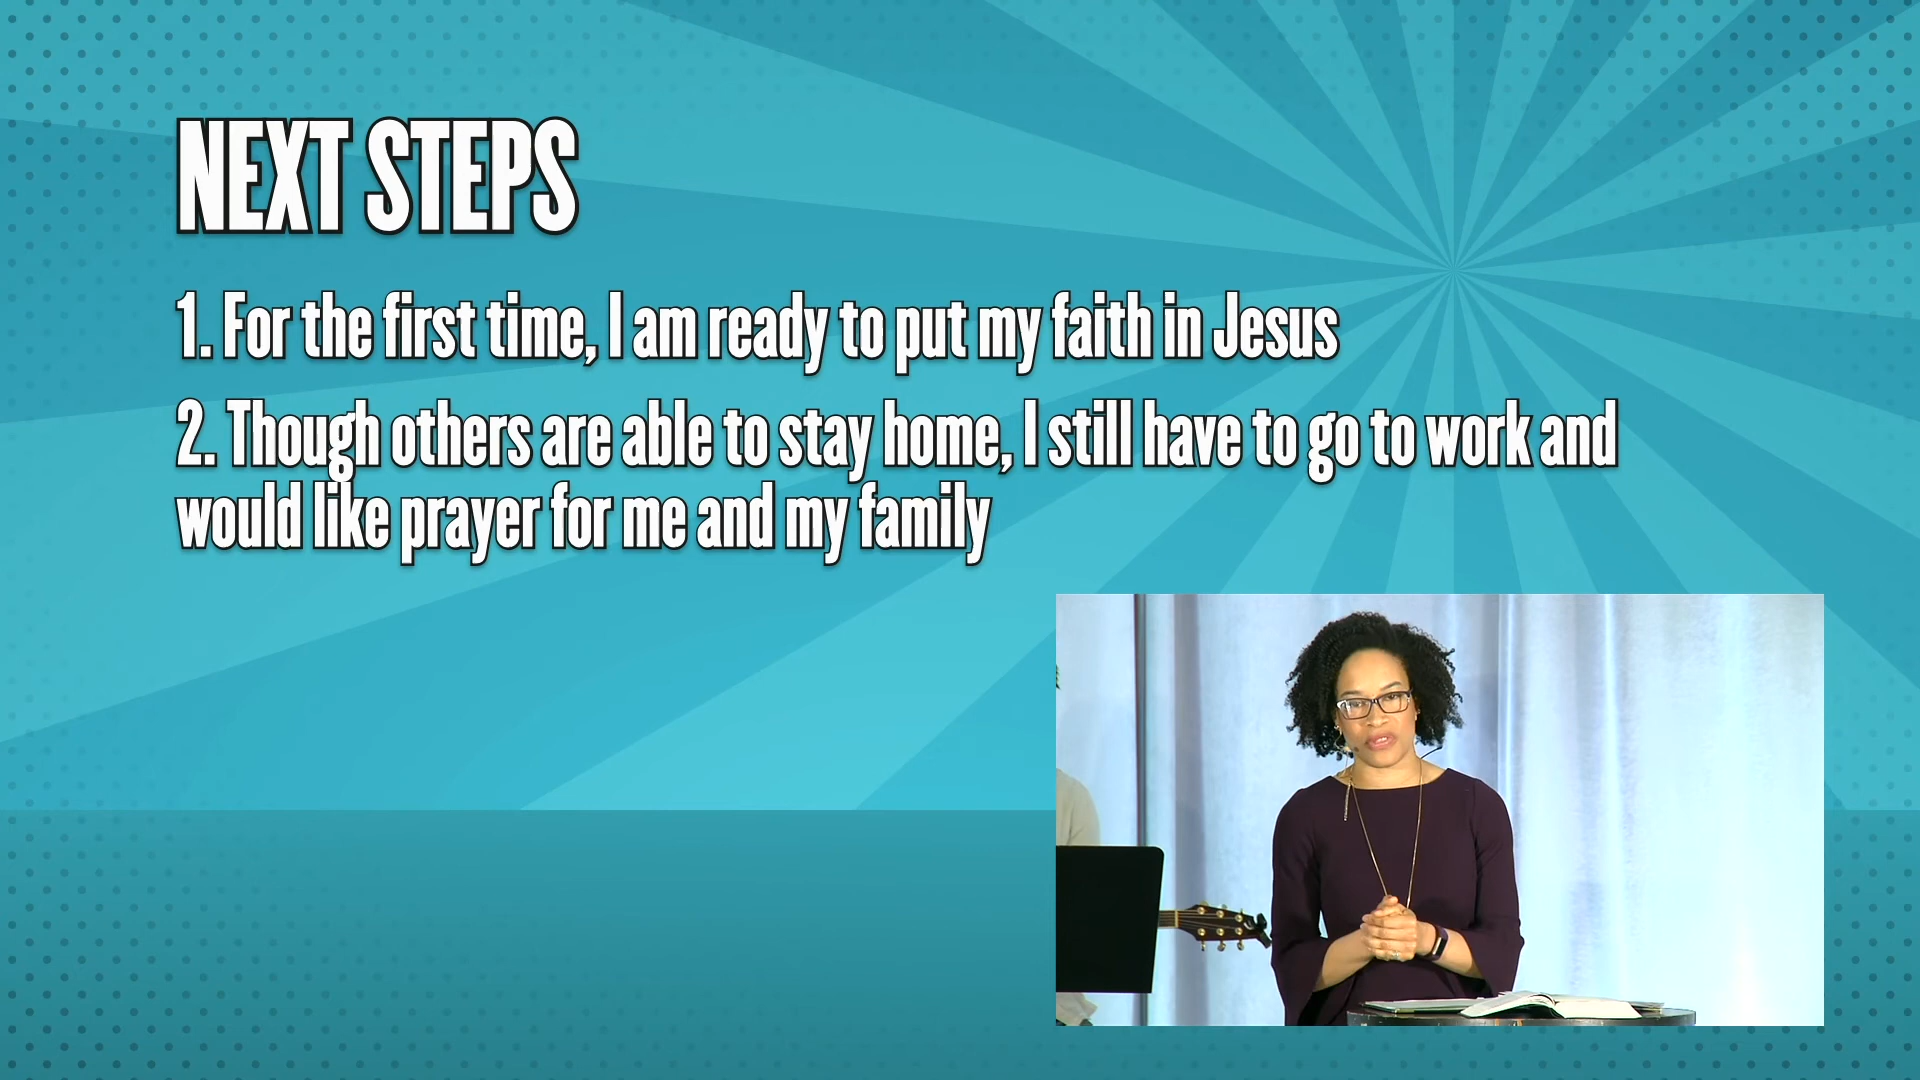 NEXT STEPS
1. For the first time, I am ready to put my faith in Jesus
2. Though others are able to stay home, I still have to go to work and
would like prayer for me and my family